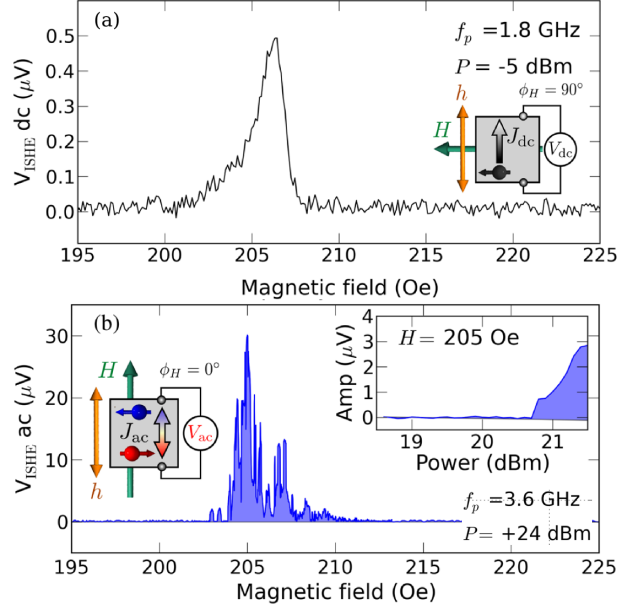 (a)
f_p =1.8 GHz
P = -5 dBm
ϕ_H = 90°
h
H
J_dc
V_dc
V_ISHE dc (μV)
0.5
0.4
0.3
0.2
0.1
0.0
195 200 205 210 215 220 225
Magnetic field (Oe)
(b)
H
ϕ_H = 0°
J_ac
V_ac
h
V_ISHE ac (μV)
30
20
10
0
H = 205 Oe
Amp (μV)
4
3
2
1
0
19 20 21
Power (dBm)
f_p =3.6 GHz
P = +24 dBm
195 200 205 210 215 220 225
Magnetic field (Oe)